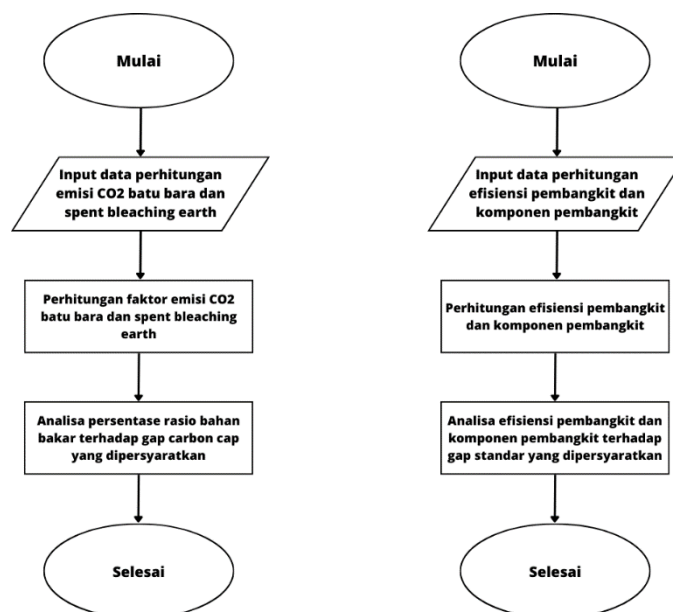 Mulai
Input data perhitungan
emisi CO2 batu bara dan
spent bleaching earth
Perhitungan faktor emisi CO2
batu bara dan spent bleaching
earth
Analisa persentase rasio bahan
bakar terhadap gap carbon cap
yang dipersyaratkan
Selesai
Mulai
Input data perhitungan
efisiensi pembangkit dan
komponen pembangkit
Perhitungan efisiensi pembangkit
dan komponen pembangkit
Analisa efisiensi pembangkit dan
komponen pembangkit terhadap
gap standar yang dipersyaratkan
Selesai